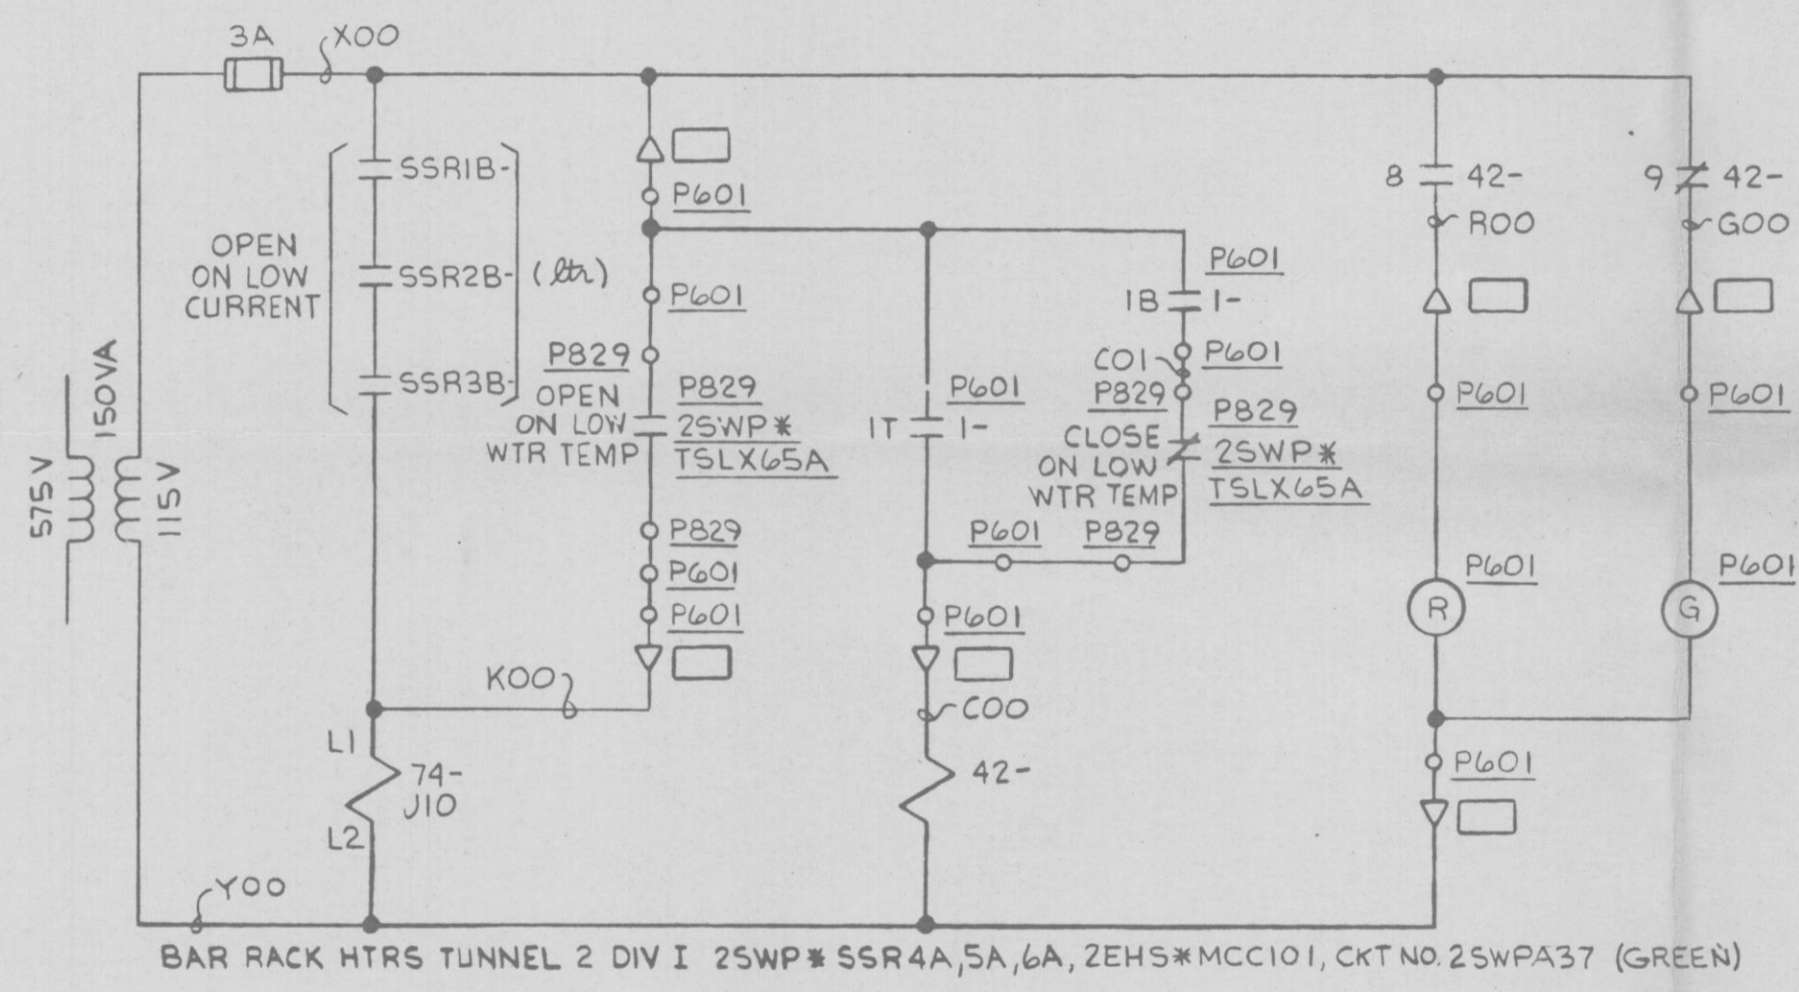 3A
X00
SSR1B-
SSR2B-
SSR3B-
(ltr)
OPEN
ON LOW
CURRENT
575V
150VA
115V
P601
P601
P829
OPEN
ON LOW
WTR TEMP
P829
2SWP*
TSLX65A
P829
P601
P601
K00
L1
74-
J10
L2
Y00
1T
P601
1-
P601
1B
1-
C01
P601
P829
CLOSE
ON LOW
WTR TEMP
P829
2SWP*
TSLX65A
P601
P829
P601
C00
42-
8
42-
R00
P601
P601
R
9
42-
G00
P601
P601
G
P601
BAR RACK HTRS TUNNEL 2 DIV I 2SWP*SSR4A,5A,6A, 2EHS*MCC101, CKT NO. 2SWPA37 (GREEN)